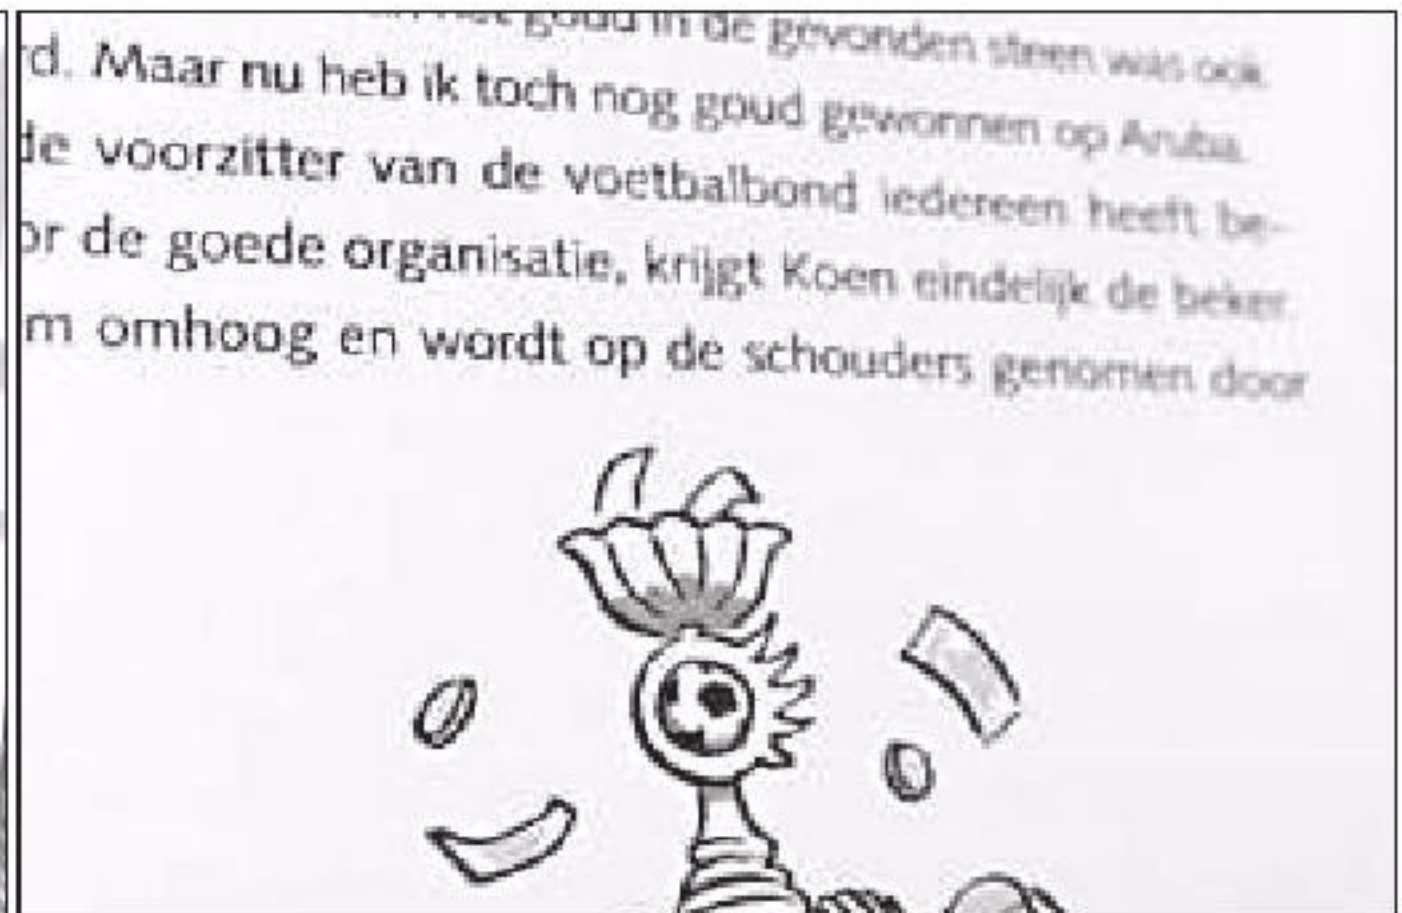 goud in de gevonden steen was ook
rd. Maar nu heb ik toch nog goud gewonnen op Aruba.
de voorzitter van de voetbalbond iedereen heeft be-
or de goede organisatie, krijgt Koen eindelijk de beker.
m omhoog en wordt op de schouders genomen door